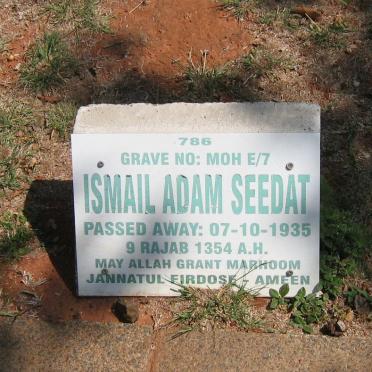 786
GRAVE NO: MOH E/7
ISMAIL ADAM SEEDAT
PASSED AWAY: 07-10-1935
9 RAJAB 1354 A.H.
MAY ALLAH GRANT MARHOOM
JANNATUL FIRDOSE, AMEEN